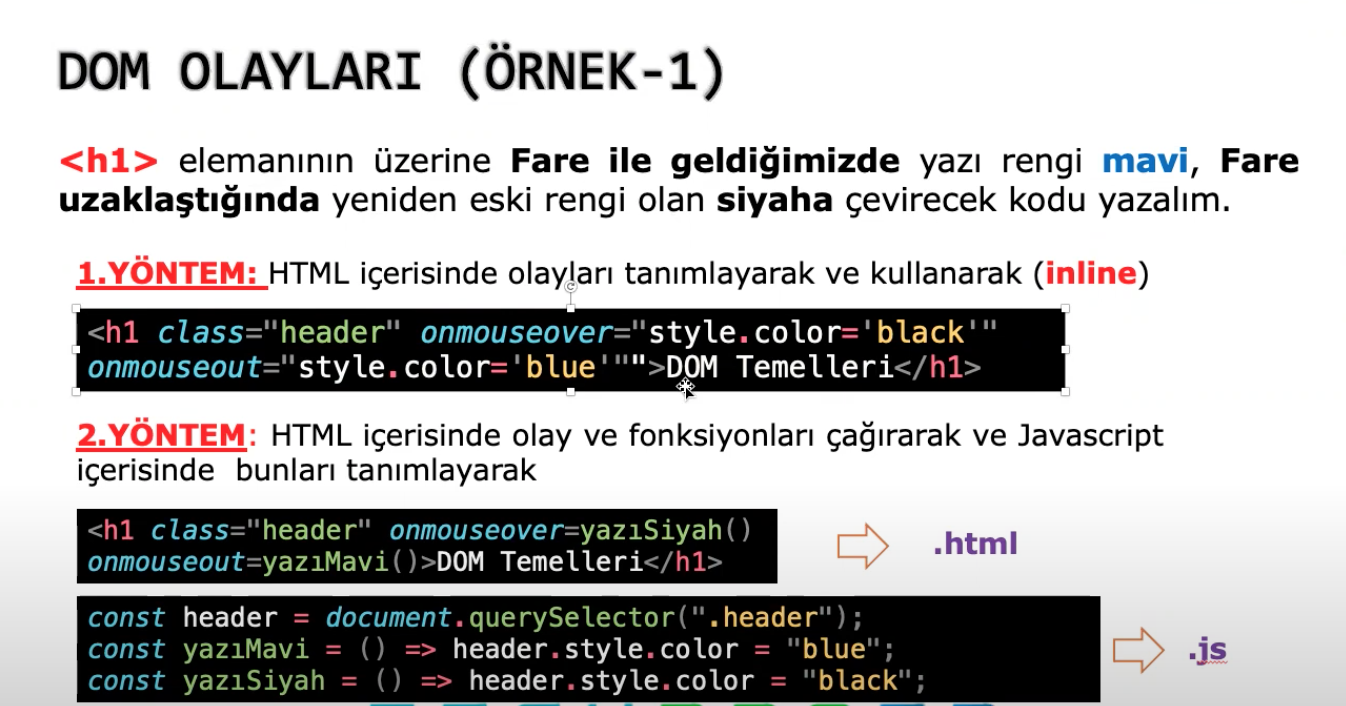 DOM OLAYLARI (ÖRNEK-1)
<h1> elemanının üzerine Fare ile geldiğimizde yazı rengi mavi, Fare
uzaklaştığında yeniden eski rengi olan siyaha çevirecek kodu yazalım.
1.YÖNTEM: HTML içerisinde olayları tanımlayarak ve kullanarak (inline)
<h1 class="header" onmouseover="style.color='black'"
onmouseout="style.color='blue'"">DOM Temelleri</h1>
2.YÖNTEM: HTML içerisinde olay ve fonksiyonları çağırarak ve Javascript
içerisinde bunları tanımlayarak
<h1 class="header" onmouseover=yazıSiyah()
onmouseout=yazıMavi()>DOM Temelleri</h1>
.html
const header = document.querySelector(".header");
const yazıMavi = () => header.style.color = "blue";
const yazıSiyah = () => header.style.color = "black";
.js